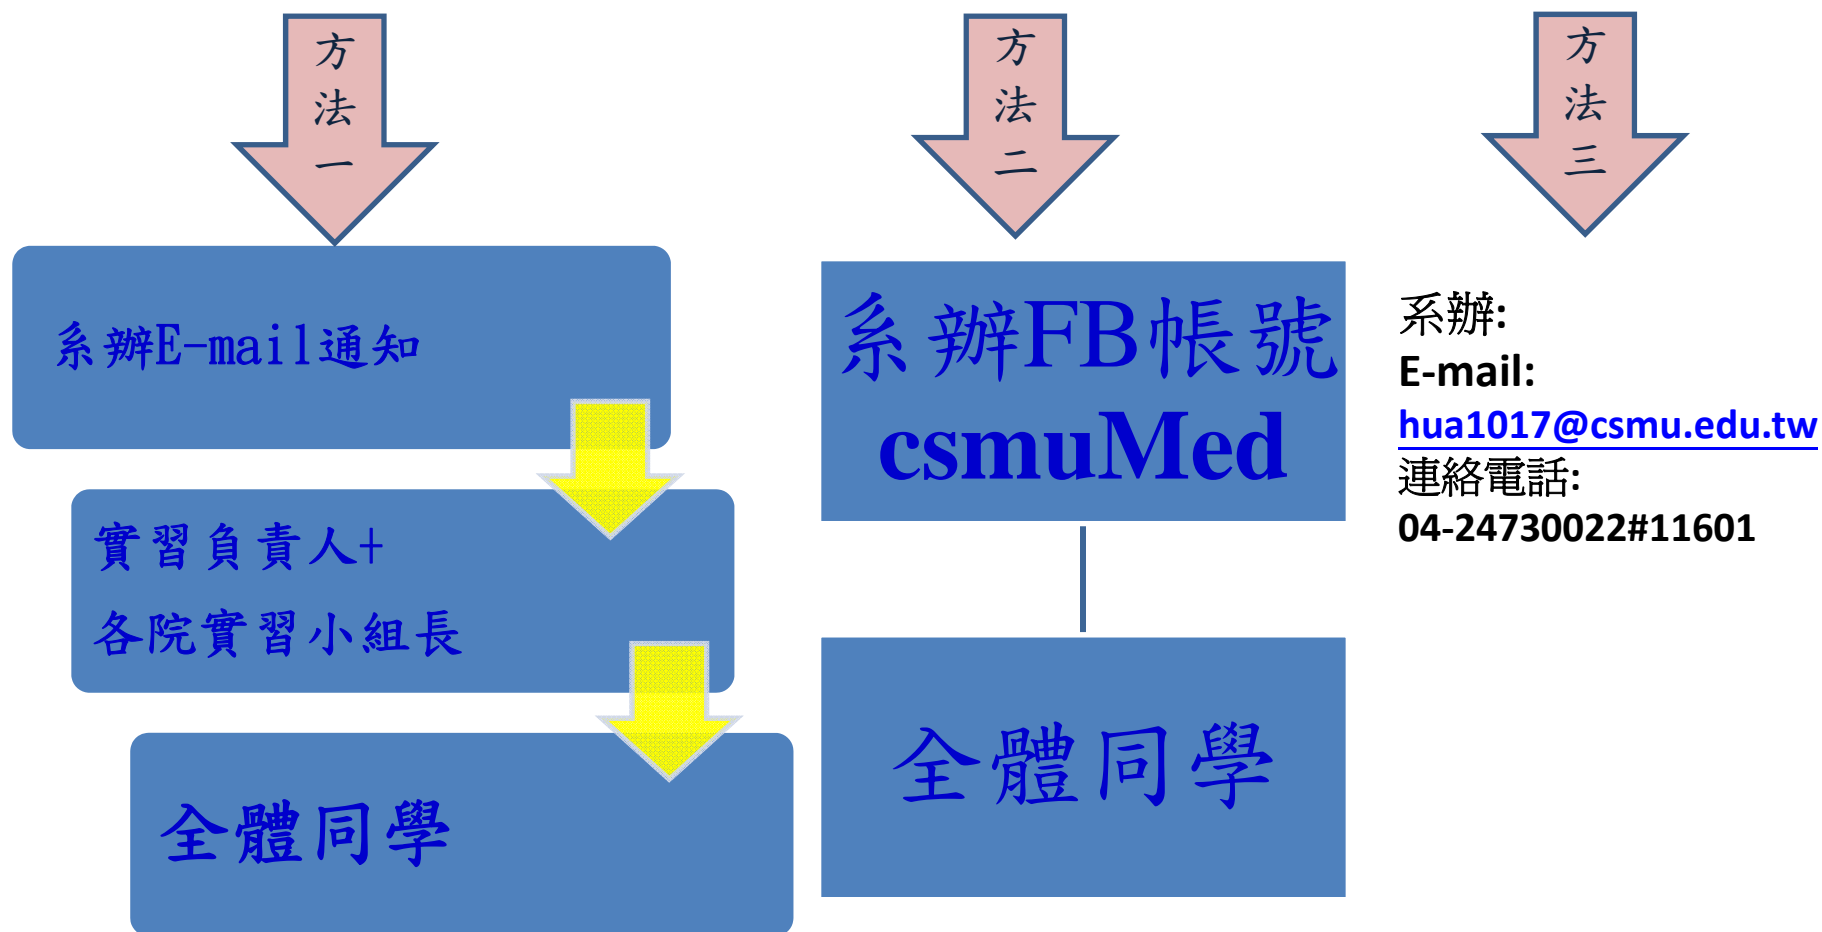 方法一
系辦E-mail通知
實習負責人+
各院實習小組長
全體同學
方法二
系辦FB帳號
csmuMed
全體同學
方法三
系辦:
E-mail:
hua1017@csmu.edu.tw
連絡電話:
04-24730022#11601